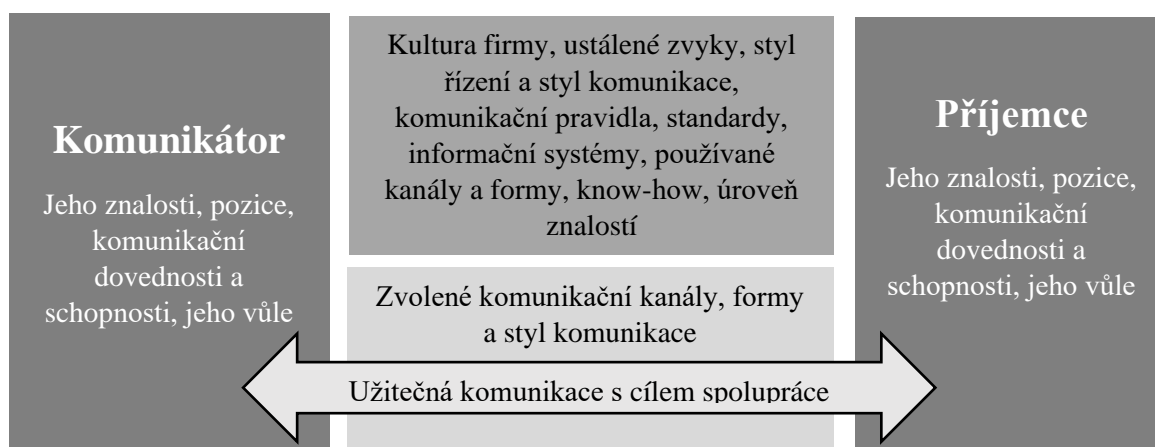 Komunikátor
Jeho znalosti, pozice,
komunikační
dovednosti a
schopnosti, jeho vůle
Kultura firmy, ustálené zvyky, styl
řízení a styl komunikace,
komunikační pravidla, standardy,
informační systémy, používané
kanály a formy, know-how, úroveň
znalostí
Zvolené komunikační kanály, formy
a styl komunikace
Užitečná komunikace s cílem spolupráce
Příjemce
Jeho znalosti, pozice,
komunikační
dovednosti a
schopnosti, jeho vůle